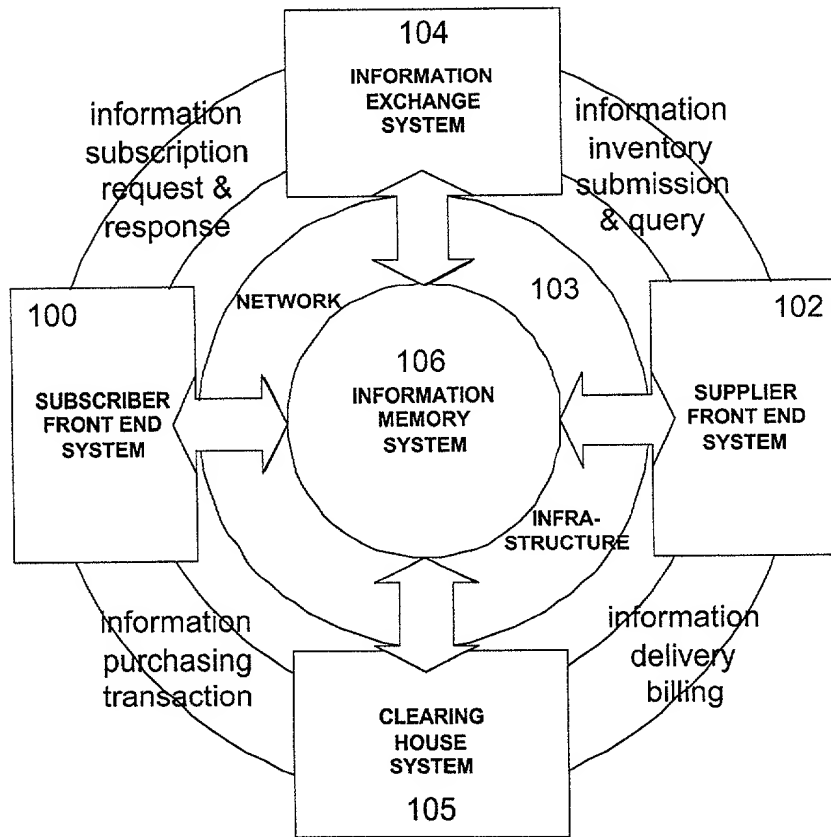 104
INFORMATION
EXCHANGE
SYSTEM
information
subscription
request &
response
information
inventory
submission
& query
100
SUBSCRIBER
FRONT END
SYSTEM
NETWORK
103
102
SUPPLIER
FRONT END
SYSTEM
106
INFORMATION
MEMORY
SYSTEM
INFRA-
STRUCTURE
information
purchasing
transaction
information
delivery
billing
CLEARING
HOUSE
SYSTEM
105